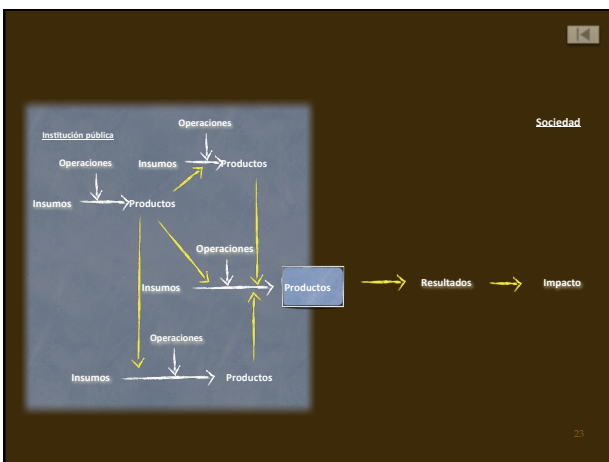 Operaciones
Sociedad
Institución pública
Operaciones
Insumos
Productos
Insumos
Productos
Operaciones
Insumos
Productos
Resultados
Impacto
Operaciones
Insumos
Productos
23